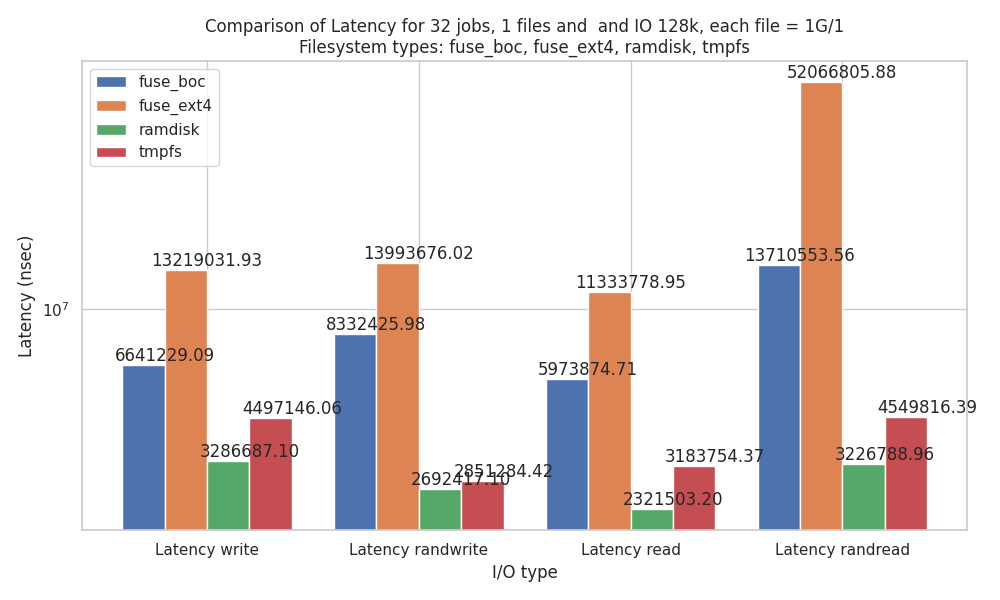 Comparison of Latency for 32 jobs, 1 files and  and IO 128k, each file = 1G/1
Filesystem types: fuse_boc, fuse_ext4, ramdisk, tmpfs
fuse_boc
fuse_ext4
ramdisk
tmpfs
Latency (nsec)
10^7
6641229.09
13219031.93
3286687.10
4497146.06
8332425.98
13993676.02
2692417.10
2851284.42
5973874.71
11333778.95
2321503.20
3183754.37
13710553.56
52066805.88
3226788.96
4549816.39
Latency write
Latency randwrite
Latency read
Latency randread
I/O type